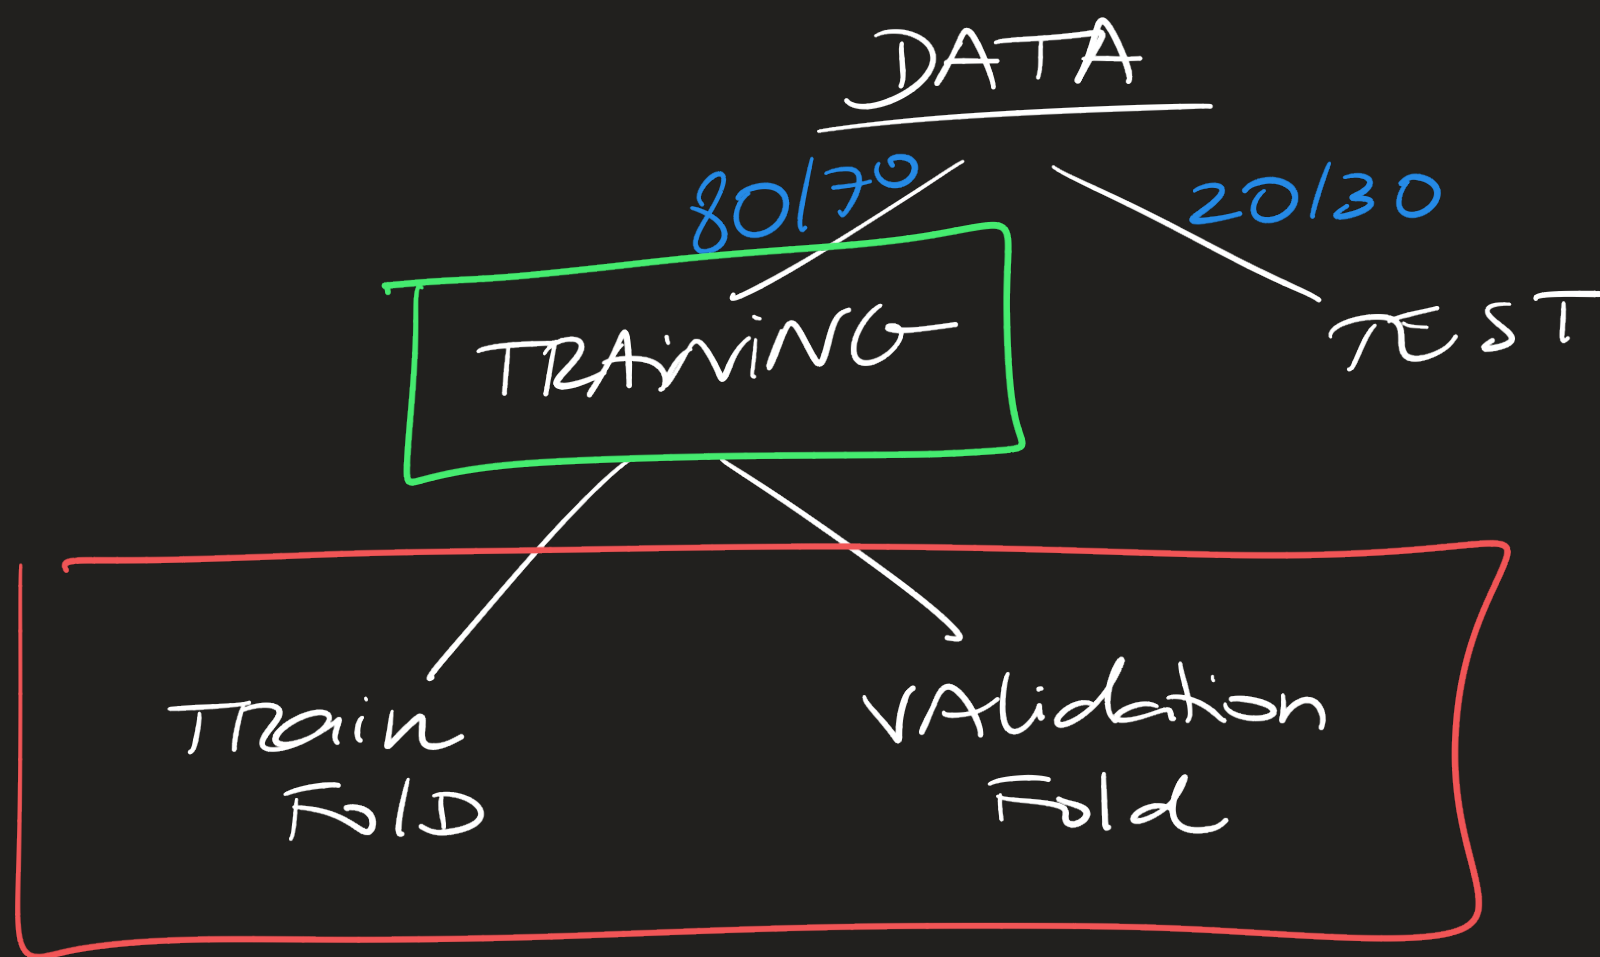 DATA
80/70
20/30
TRAiNiNG
TEST
TRain
FolD
VAlidation
Fold